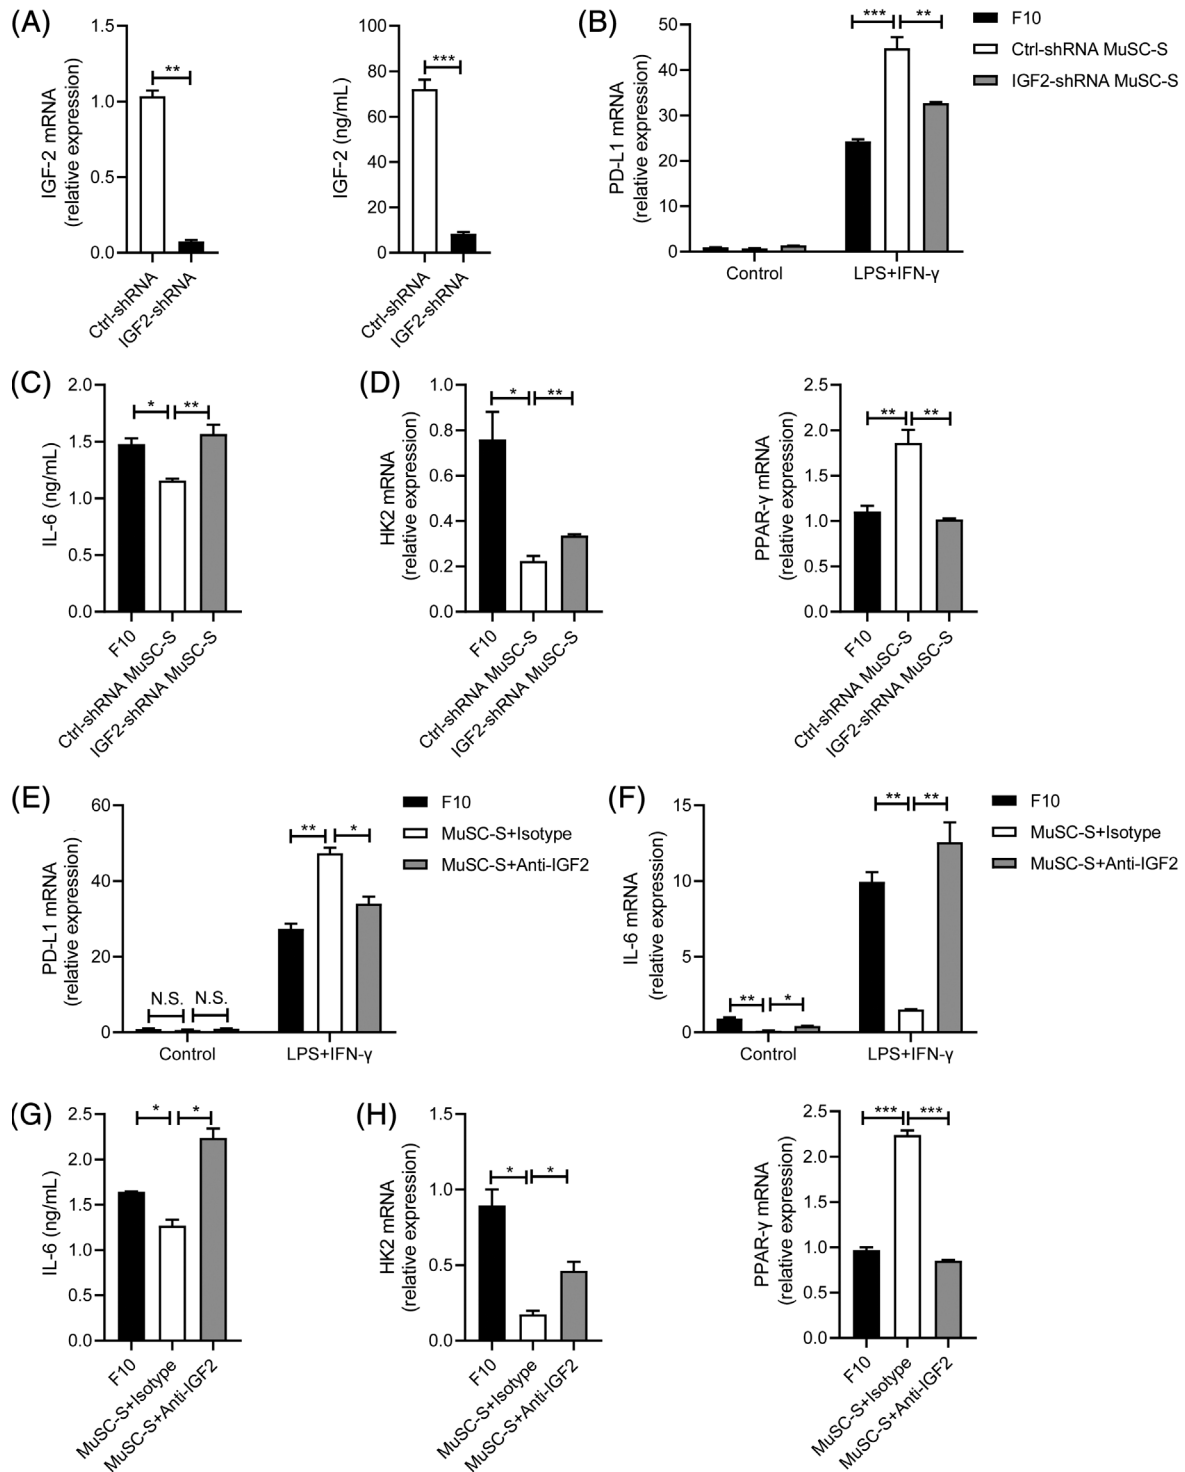 (A)
1.5
1.0
0.5
0.0
IGF-2 mRNA
(relative expression)
**
Ctrl-shRNA
IGF2-shRNA
100
80
60
40
20
0
IGF-2 (ng/mL)
***
Ctrl-shRNA
IGF2-shRNA
(B)
50
40
30
20
10
0
PD-L1 mRNA
(relative expression)
*** **
Control
LPS+IFN-γ
F10
Ctrl-shRNA MuSC-S
IGF2-shRNA MuSC-S
(C)
2.0
1.5
1.0
0.5
0.0
IL-6 (ng/mL)
* **
F10
Ctrl-shRNA MuSC-S
IGF2-shRNA MuSC-S
(D)
1.0
0.8
0.6
0.4
0.2
0.0
HK2 mRNA
(relative expression)
* **
F10
Ctrl-shRNA MuSC-S
IGF2-shRNA MuSC-S
2.5
2.0
1.5
1.0
0.5
0.0
PPAR-γ mRNA
(relative expression)
** **
F10
Ctrl-shRNA MuSC-S
IGF2-shRNA MuSC-S
(E)
60
40
20
0
PD-L1 mRNA
(relative expression)
N.S. N.S.
** *
Control
LPS+IFN-γ
F10
MuSC-S+Isotype
MuSC-S+Anti-IGF2
(F)
15
10
5
0
IL-6 mRNA
(relative expression)
** *
** **
Control
LPS+IFN-γ
F10
MuSC-S+Isotype
MuSC-S+Anti-IGF2
(G)
2.5
2.0
1.5
1.0
0.5
0.0
IL-6 (ng/mL)
* *
F10
MuSC-S+Isotype
MuSC-S+Anti-IGF2
(H)
1.5
1.0
0.5
0.0
HK2 mRNA
(relative expression)
* *
F10
MuSC-S+Isotype
MuSC-S+Anti-IGF2
2.5
2.0
1.5
1.0
0.5
0.0
PPAR-γ mRNA
(relative expression)
*** ***
F10
MuSC-S+Isotype
MuSC-S+Anti-IGF2